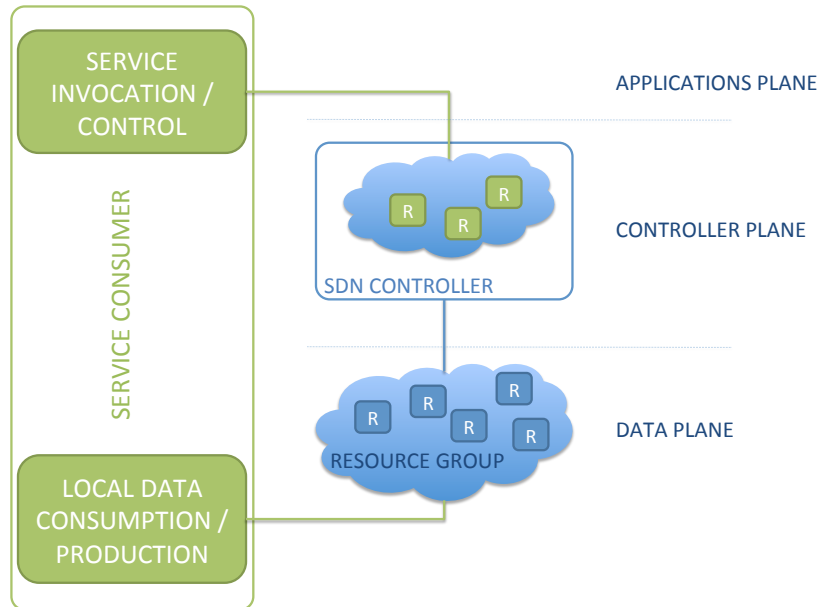 SERVICE
INVOCATION /
CONTROL
APPLICATIONS PLANE
SERVICE CONSUMER
R
R
R
SDN CONTROLLER
CONTROLLER PLANE
R
R
R
R
R
RESOURCE GROUP
DATA PLANE
LOCAL DATA
CONSUMPTION /
PRODUCTION